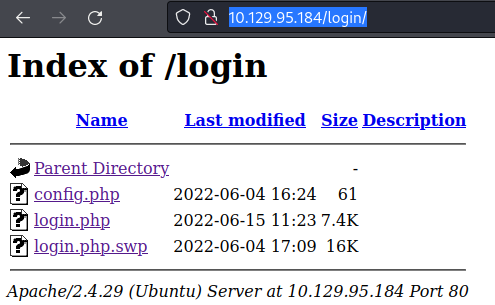 10.129.95.184/login/
Index of /login
Name Last modified Size Description
Parent Directory -
config.php 2022-06-04 16:24 61
login.php 2022-06-15 11:23 7.4K
login.php.swp 2022-06-04 17:09 16K
Apache/2.4.29 (Ubuntu) Server at 10.129.95.184 Port 80